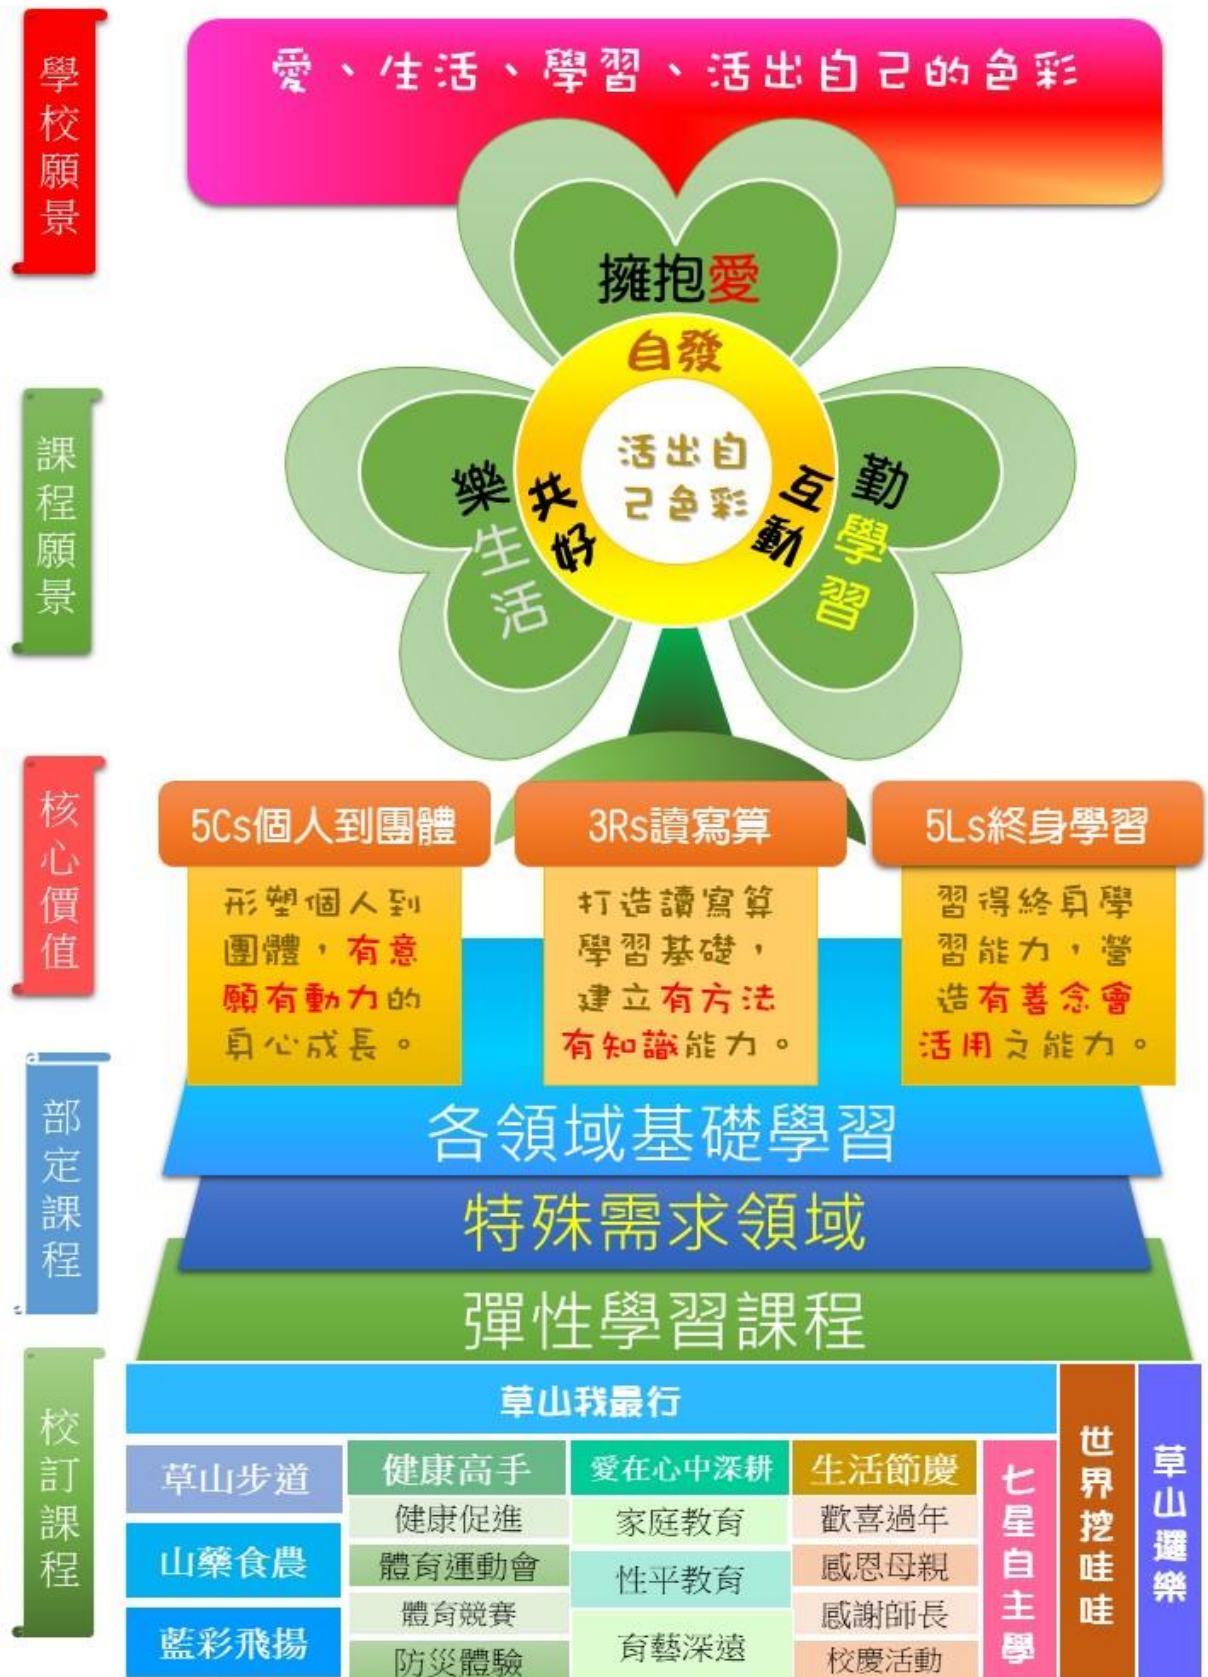 學校願景
愛、生活、學習、活出自己的色彩
課程願景
擁抱愛
自發
活出自
己色彩
樂生活
共好
互動
勤學習
核心價值
5Cs個人到團體
形塑個人到
團體，有意
願有動力的
身心成長。
3Rs讀寫算
打造讀寫算
學習基礎，
建立有方法
有知識能力。
5Ls終身學習
習得終身學
習能力，營
造有善念會
活用之能力。
部定課程
各領域基礎學習
特殊需求領域
彈性學習課程
校訂課程
草山我最行
草山步道
山藥食農
藍彩飛揚
健康高手
健康促進
體育運動會
體育競賽
防災體驗
愛在心中深耕
家庭教育
性平教育
育藝深遠
生活節慶
歡喜過年
感恩母親
感謝師長
校慶活動
七星自主學
世界挖哇哇
草山邏樂